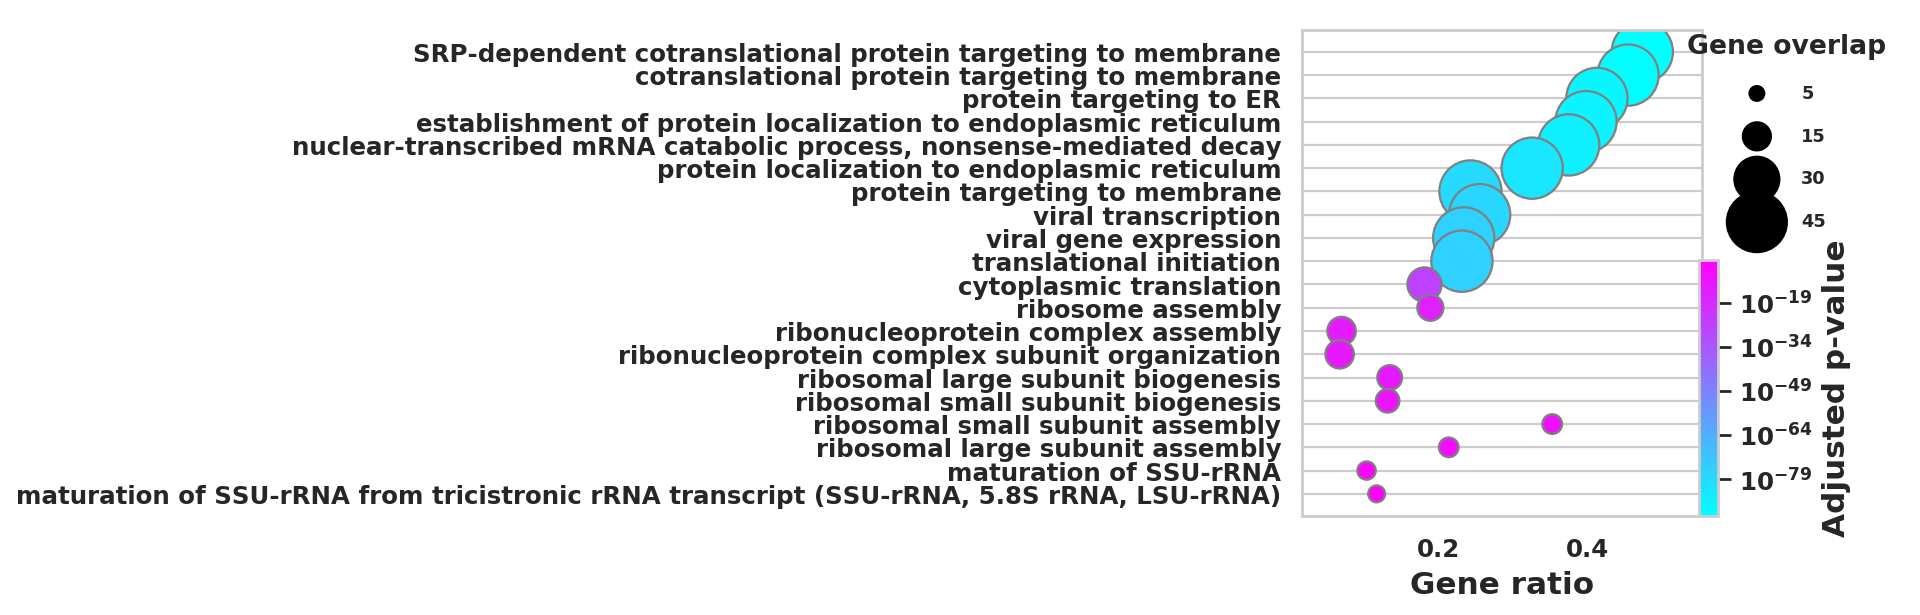 SRP-dependent cotranslational protein targeting to membrane
cotranslational protein targeting to membrane
protein targeting to ER
establishment of protein localization to endoplasmic reticulum
nuclear-transcribed mRNA catabolic process, nonsense-mediated decay
protein localization to endoplasmic reticulum
protein targeting to membrane
viral transcription
viral gene expression
translational initiation
cytoplasmic translation
ribosome assembly
ribonucleoprotein complex assembly
ribonucleoprotein complex subunit organization
ribosomal large subunit biogenesis
ribosomal small subunit biogenesis
ribosomal small subunit assembly
ribosomal large subunit assembly
maturation of SSU-rRNA
maturation of SSU-rRNA from tricistronic rRNA transcript (SSU-rRNA, 5.8S rRNA, LSU-rRNA)
0.2 0.4
Gene ratio
Gene overlap
5
15
30
45
10⁻¹⁹
10⁻³⁴
10⁻⁴⁹
10⁻⁶⁴
10⁻⁷⁹
Adjusted p-value